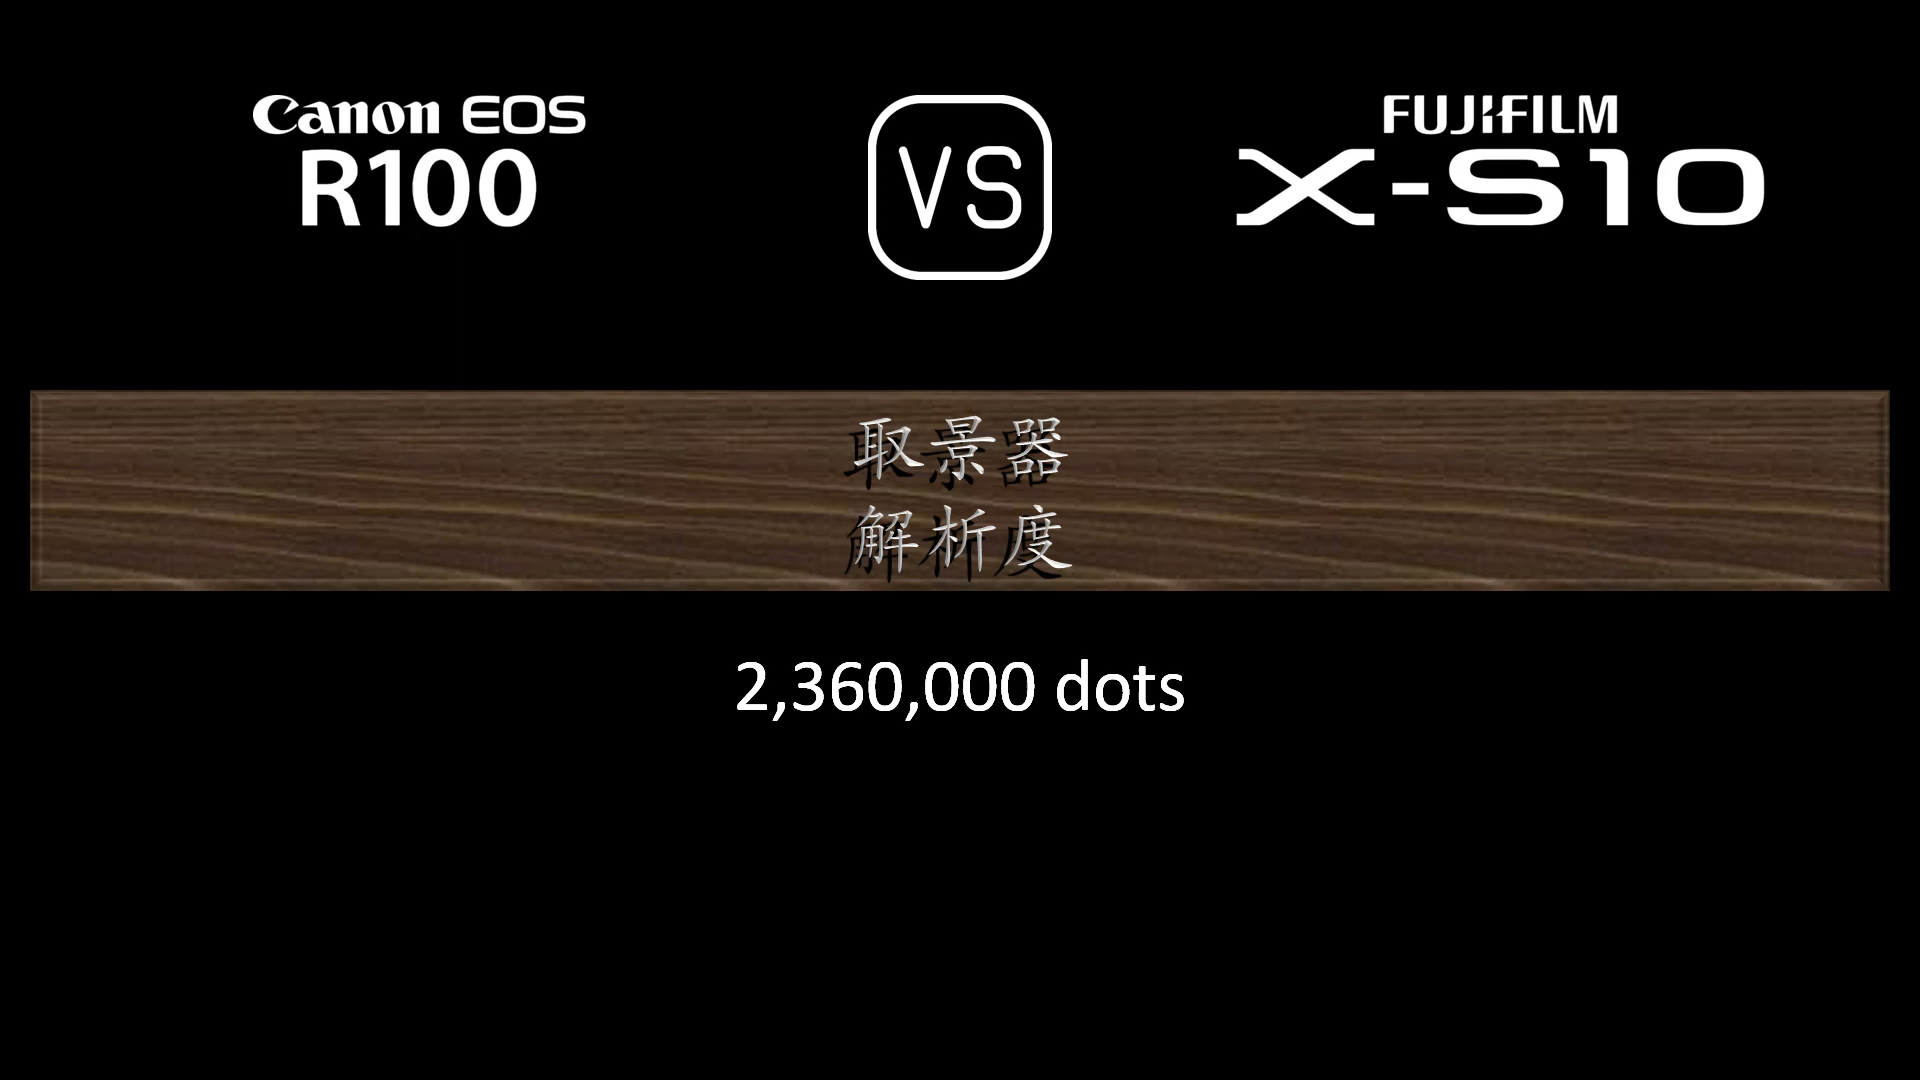 Canon EOS
R100
VS
FUJIFILM
X-S10
取景器
解析度
2,360,000 dots